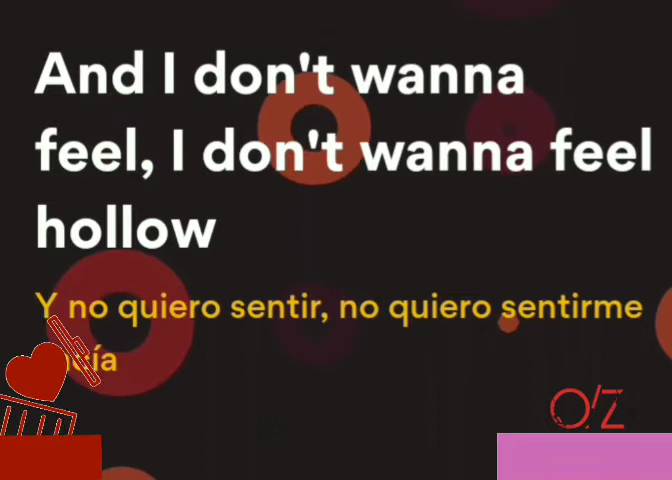 And I don't wanna
feel, I don't wanna feel
hollow
Y no quiero sentir, no quiero sentirme
O/Z